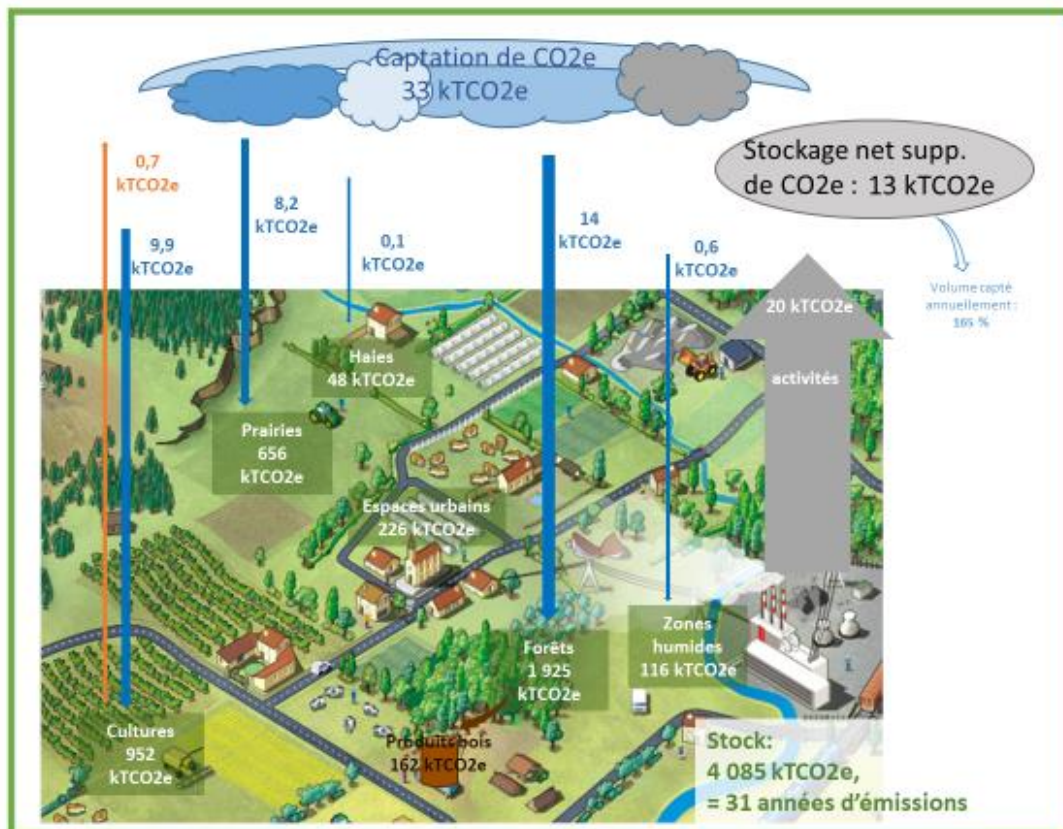 Captation de CO2e
33 kTCO2e
Stockage net supp.
de CO2e : 13 kTCO2e
0,7
kTCO2e
9,9
kTCO2e
8,2
kTCO2e
0,1
kTCO2e
14
kTCO2e
0,6
kTCO2e
Volume capté
annuellement :
165 %
20 kTCO2e
activités
Haies
48 kTCO2e
Prairies
656
kTCO2e
Espaces urbains
226 kTCO2e
Forêts
1 925
kTCO2e
Zones
humides
116 kTCO2e
Cultures
952
kTCO2e
Produits bois
162 kTCO2e
Stock:
4 085 kTCO2e,
= 31 années d’émissions